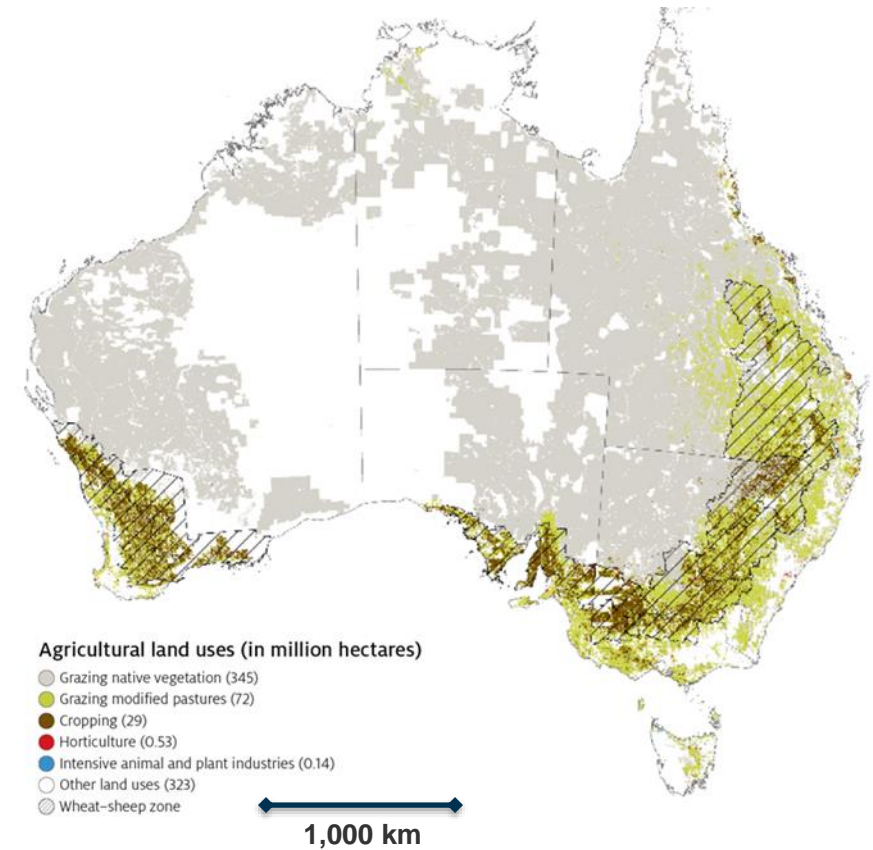 Agricultural land uses (in million hectares)
Grazing native vegetation (345)
Grazing modified pastures (72)
Cropping (29)
Horticulture (0.53)
Intensive animal and plant industries (0.14)
Other land uses (323)
Wheat–sheep zone
1,000 km